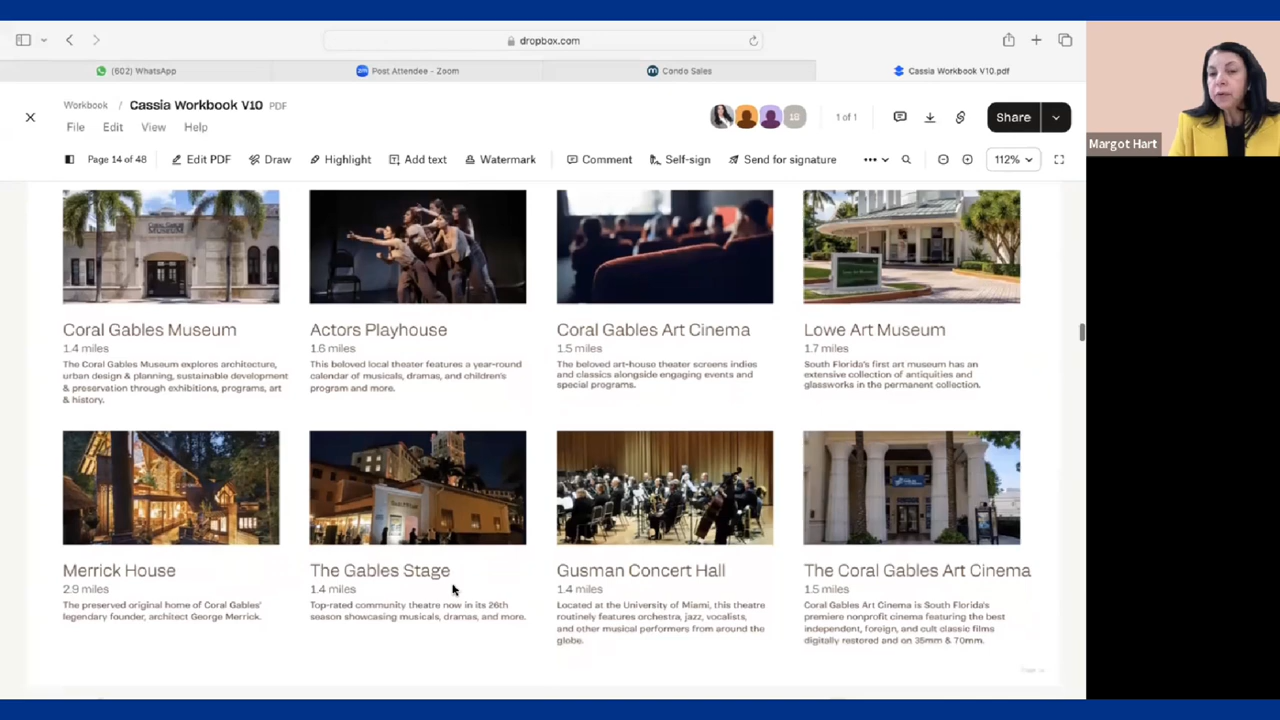 dropbox.com
(602) WhatsApp
Post Attendee - Zoom
Condo Sales
Cassia Workbook V10.pdf
Workbook / Cassia Workbook V10 PDF
18
1 of 1
Share
File Edit View Help
Page 14 of 48
Edit PDF
Draw
Highlight
Add text
Watermark
Comment
Self-sign
Send for signature
112%
Margot Hart
CORAL GABLES
MUSEUM
Coral Gables Museum
1.4 miles
The Coral Gables Museum explores architecture,
urban design & planning, sustainable development
& preservation through exhibitions, programs, art
& history.
Actors Playhouse
1.6 miles
This beloved local theater features a year-round
calendar of musicals, dramas, and children's
program and more.
Coral Gables Art Cinema
1.5 miles
The beloved art-house theater screens indies
and classics alongside engaging events and
special programs.
Lowe Art Museum
1.7 miles
South Florida's first art museum has an
extensive collection of antiquities and
glassworks in the permanent collection.
Merrick House
2.9 miles
The preserved original home of Coral Gables'
legendary founder, architect George Merrick.
The Gables Stage
1.4 miles
Top-rated community theatre now in its 26th
season showcasing musicals, dramas, and more.
Gusman Concert Hall
1.4 miles
Located at the University of Miami, this theatre
routinely features orchestra, jazz, vocalists,
and other musical performers from around the
globe.
The Coral Gables Art Cinema
1.5 miles
Coral Gables Art Cinema is South Florida's
premiere nonprofit cinema featuring the best
independent, foreign, and cult classic films
digitally restored and on 35mm & 70mm.